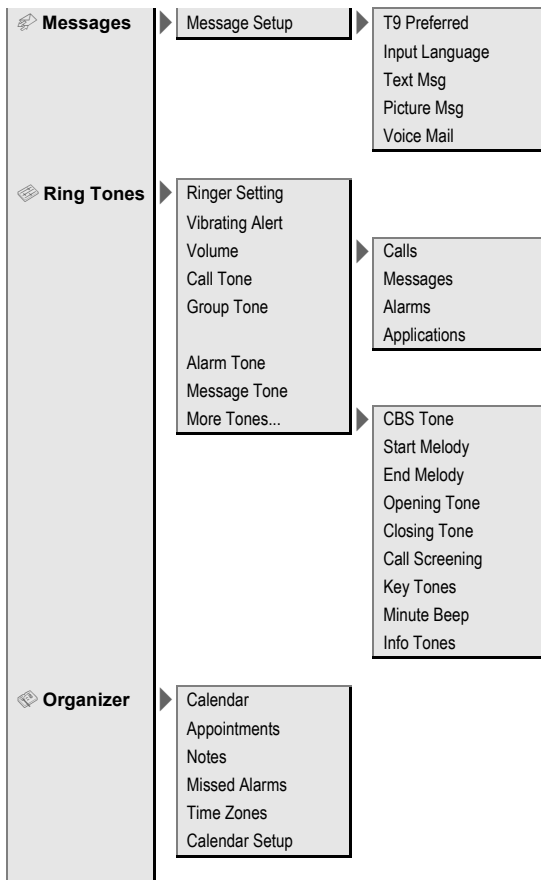 Messages
Message Setup
T9 Preferred
Input Language
Text Msg
Picture Msg
Voice Mail
Ring Tones
Ringer Setting
Vibrating Alert
Volume
Call Tone
Group Tone
Alarm Tone
Message Tone
More Tones...
Calls
Messages
Alarms
Applications
CBS Tone
Start Melody
End Melody
Opening Tone
Closing Tone
Call Screening
Key Tones
Minute Beep
Info Tones
Organizer
Calendar
Appointments
Notes
Missed Alarms
Time Zones
Calendar Setup